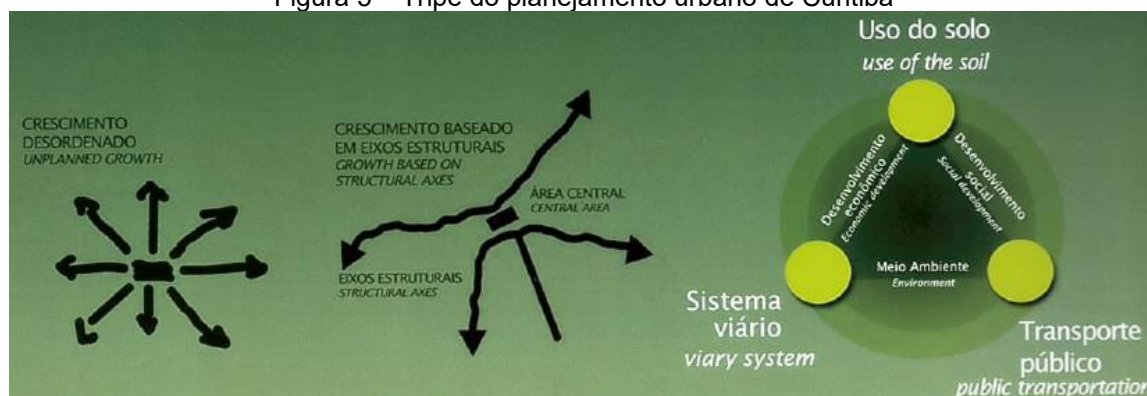 Figura 5 – Tripé do planejamento urbano de Curitiba
CRESCIMENTO
DESORDENADO
UNPLANNED GROWTH
CRESCIMENTO BASEADO
EM EIXOS ESTRUTURAIS
GROWTH BASED ON
STRUCTURAL AXES
ÁREA CENTRAL
CENTRAL AREA
EIXOS ESTRUTURAIS
STRUCTURAL AXES
Uso do solo
use of the soil
Desenvolvimento
econômico
Economic development
Desenvolvimento
social
Social development
Meio Ambiente
Environment
Sistema
viário
viary system
Transporte
público
public transportation